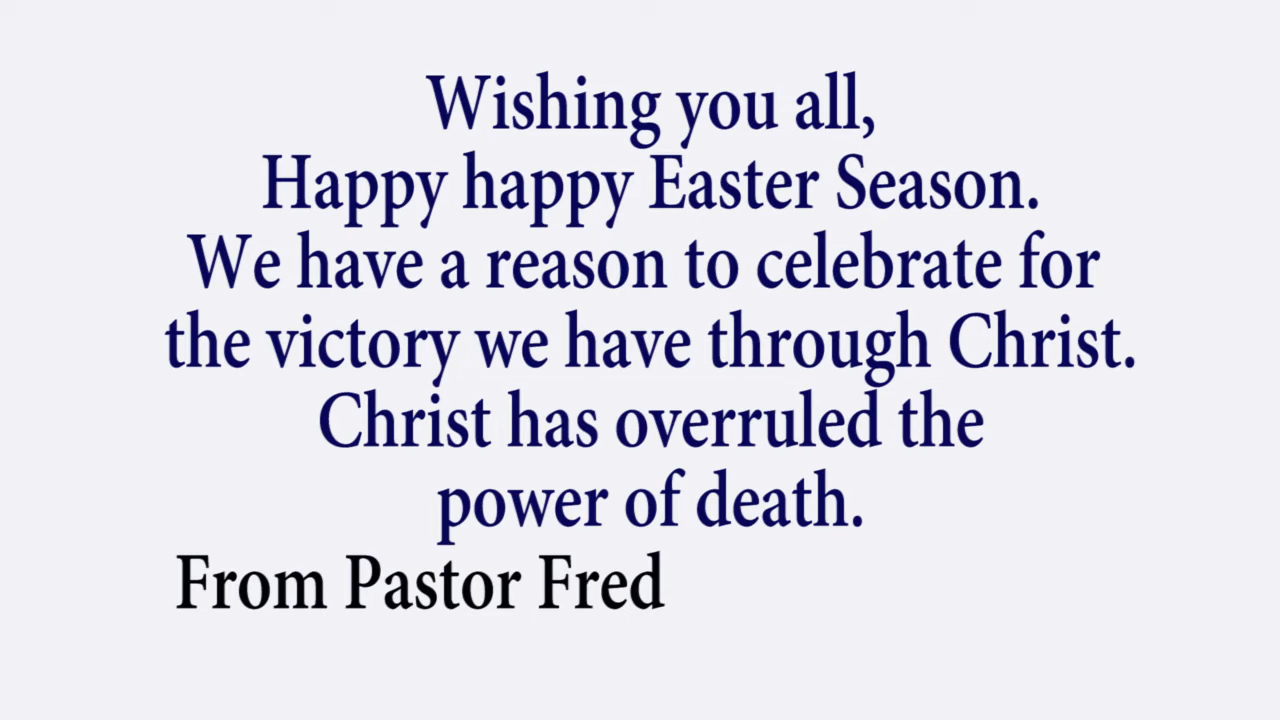 Wishing you all,
Happy happy Easter Season.
We have a reason to celebrate for
the victory we have through Christ.
Christ has overruled the
power of death.
From Pastor Fred